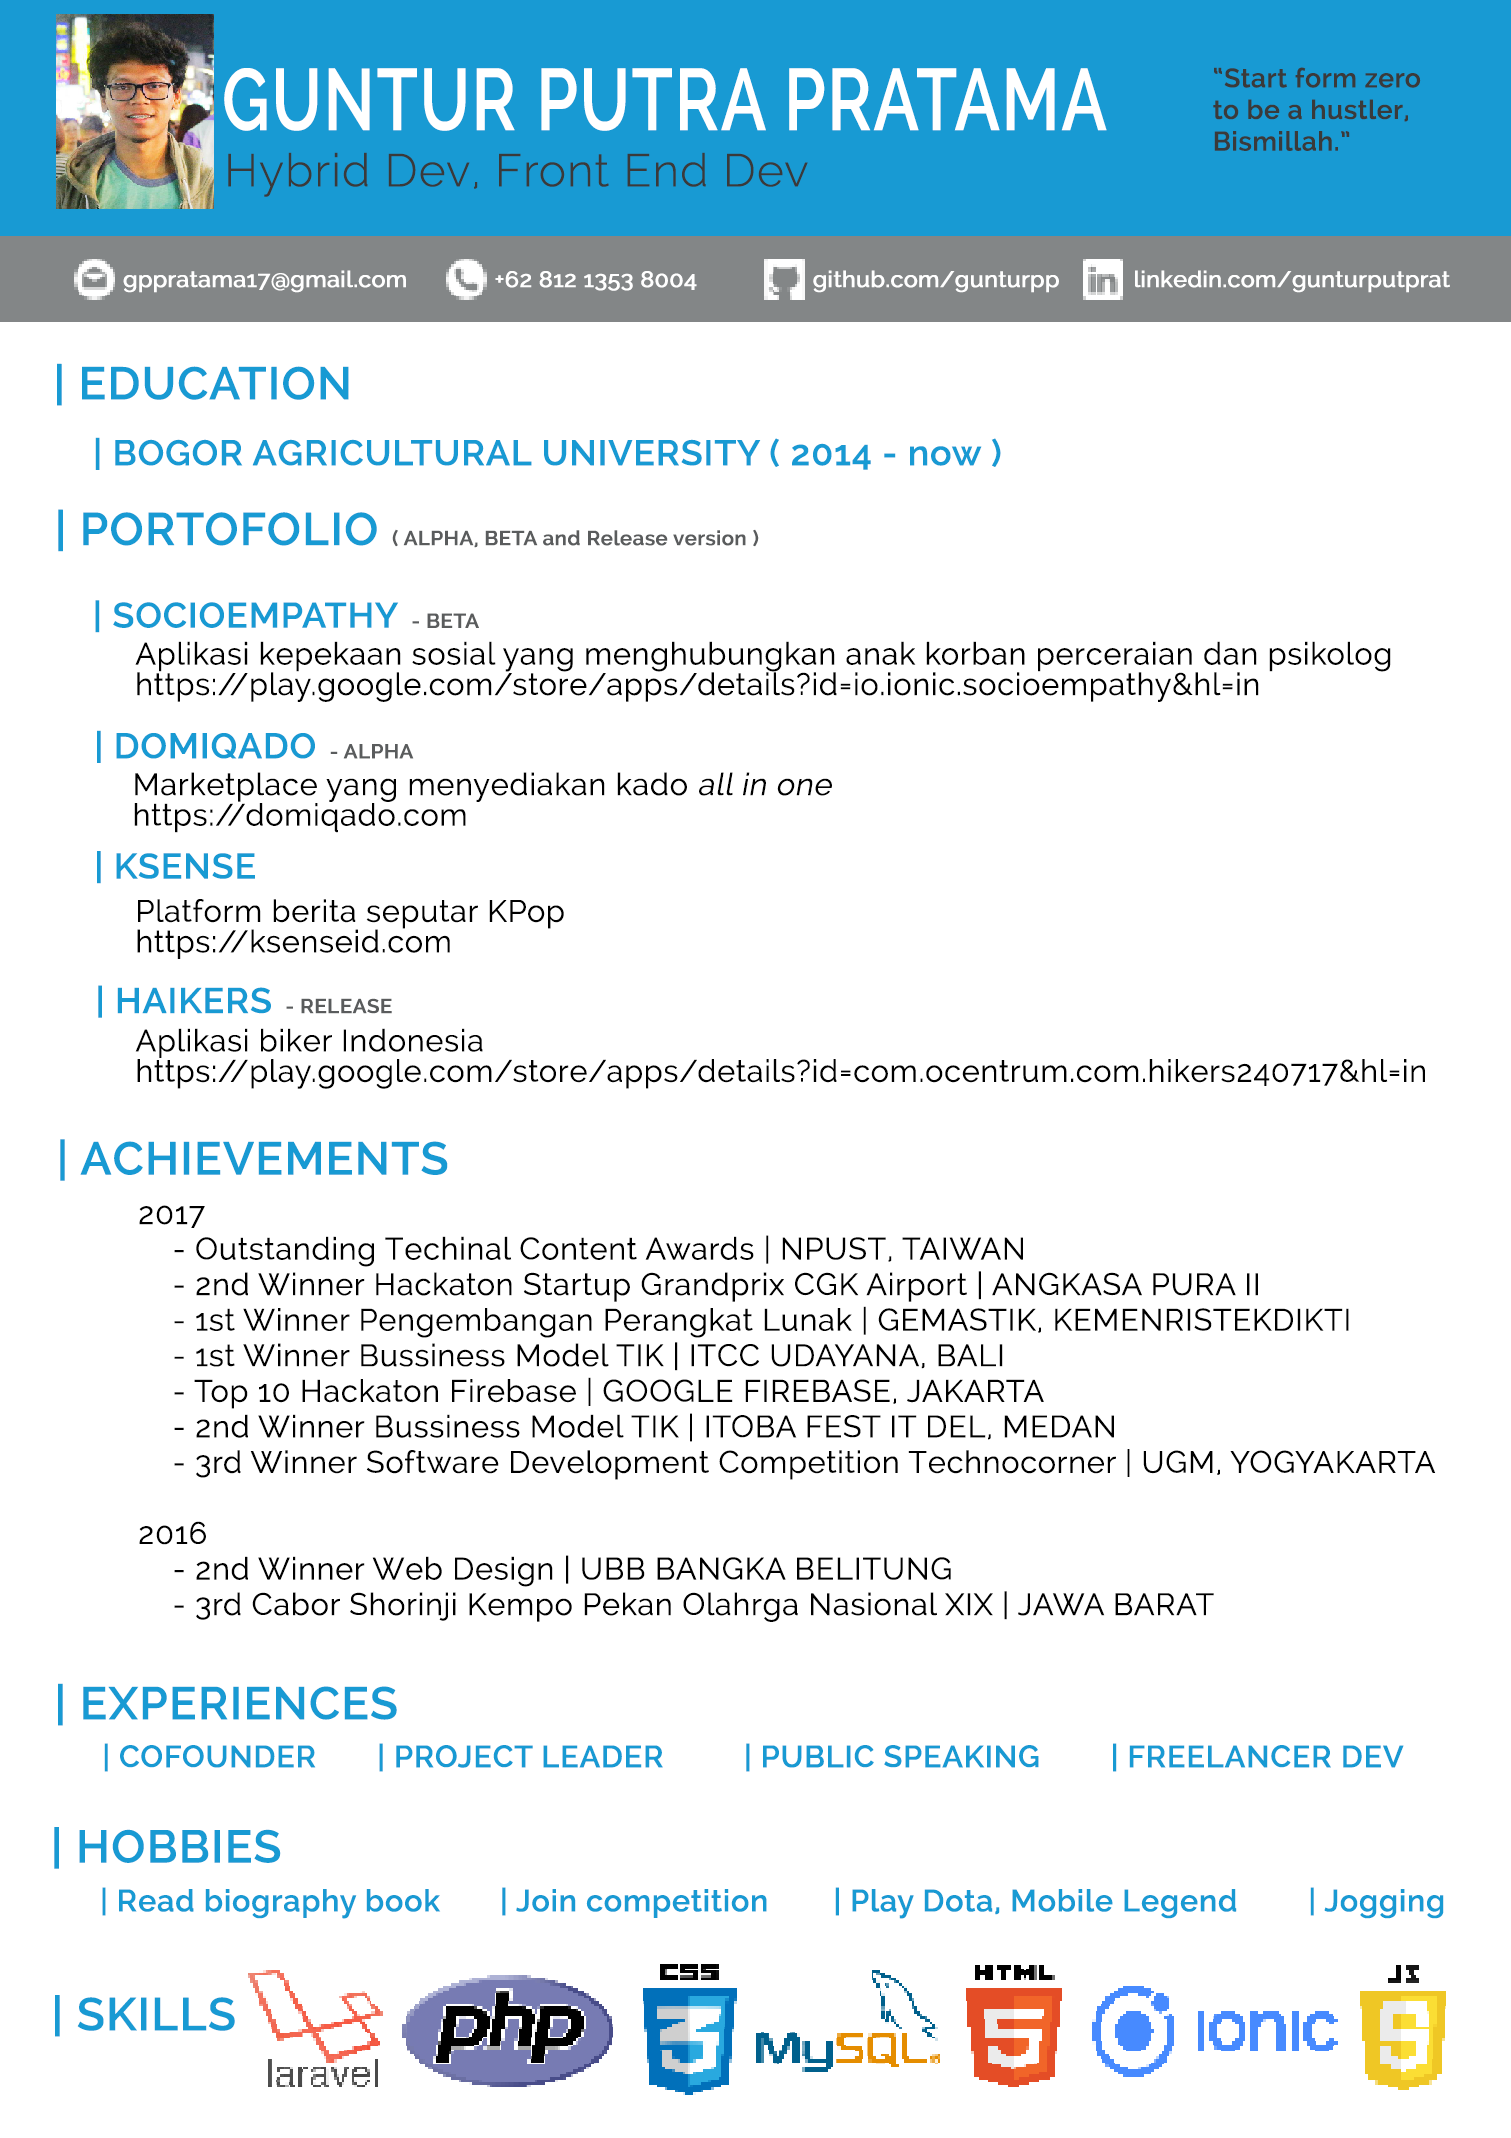 GUNTUR PUTRA PRATAMA
Hybrid Dev, Front End Dev
“Start form zero
to be a hustler,
Bismillah.”
gppratama17@gmail.com
+62 812 1353 8004
github.com/gunturpp
linkedin.com/gunturputprat
| EDUCATION
| BOGOR AGRICULTURAL UNIVERSITY ( 2014 - now )
| PORTOFOLIO ( ALPHA, BETA and Release version )
| SOCIOEMPATHY - BETA
Aplikasi kepekaan sosial yang menghubungkan anak korban perceraian dan psikolog
https://play.google.com/store/apps/details?id=io.ionic.socioempathy&hl=in
| DOMIQADO - ALPHA
Marketplace yang menyediakan kado all in one
https://domiqado.com
| KSENSE
Platform berita seputar KPop
https://ksenseid.com
| HAIKERS - RELEASE
Aplikasi biker Indonesia
https://play.google.com/store/apps/details?id=com.ocentrum.com.hikers240717&hl=in
| ACHIEVEMENTS
2017
- Outstanding Techinal Content Awards | NPUST, TAIWAN
- 2nd Winner Hackaton Startup Grandprix CGK Airport | ANGKASA PURA II
- 1st Winner Pengembangan Perangkat Lunak | GEMASTIK, KEMENRISTEKDIKTI
- 1st Winner Bussiness Model TIK | ITCC UDAYANA, BALI
- Top 10 Hackaton Firebase | GOOGLE FIREBASE, JAKARTA
- 2nd Winner Bussiness Model TIK | ITOBA FEST IT DEL, MEDAN
- 3rd Winner Software Development Competition Technocorner | UGM, YOGYAKARTA
2016
- 2nd Winner Web Design | UBB BANGKA BELITUNG
- 3rd Cabor Shorinji Kempo Pekan Olahrga Nasional XIX | JAWA BARAT
| EXPERIENCES
| COFOUNDER | PROJECT LEADER | PUBLIC SPEAKING | FREELANCER DEV
| HOBBIES
| Read biography book | Join competition | Play Dota, Mobile Legend | Jogging
| SKILLS
laravel
php
CSS
3
MySQL
HTML
5
IONIC
JS
5